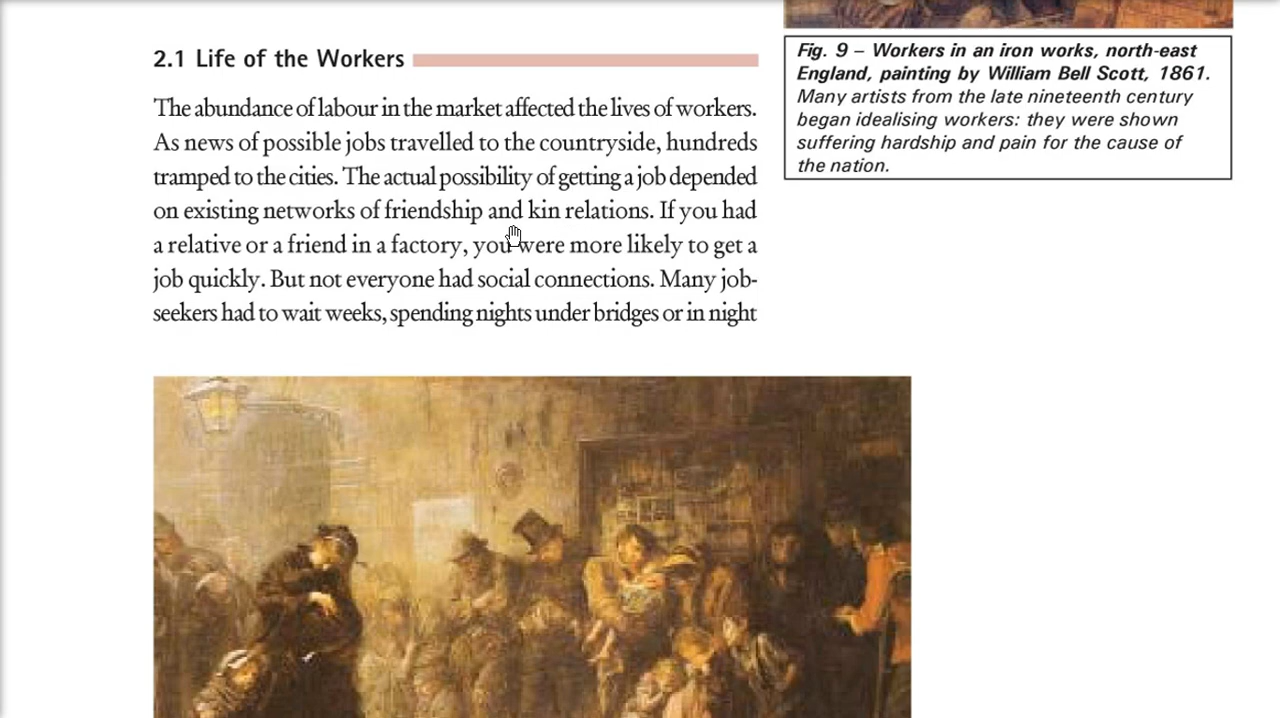 2.1 Life of the Workers
The abundance of labour in the market affected the lives of workers.
As news of possible jobs travelled to the countryside, hundreds
tramped to the cities. The actual possibility of getting a job depended
on existing networks of friendship and kin relations. If you had
a relative or a friend in a factory, you were more likely to get a
job quickly. But not everyone had social connections. Many job-
seekers had to wait weeks, spending nights under bridges or in night
Fig. 9 – Workers in an iron works, north-east
England, painting by William Bell Scott, 1861.
Many artists from the late nineteenth century
began idealising workers: they were shown
suffering hardship and pain for the cause of
the nation.